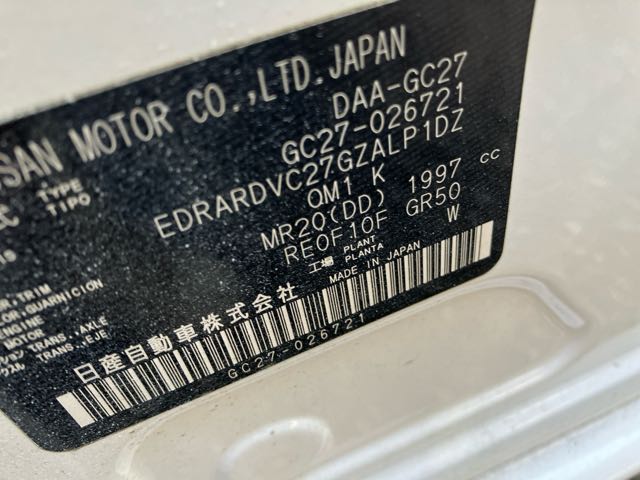 SAN MOTOR CO.,LTD.JAPAN
TYPE
TIPO
DAA-GC27
GC27-026721
EDRARDVC27GZALP1DZ
QM1 K
MR20(DD) 1997 cc
RE0F10F GR50
TRIM
COLOR,GUARNICION
ENGINE
MOTOR
TRANS.,AXLE
TRANS.,EJE
工場 PLANT W
PLANTA
MADE IN JAPAN
日産自動車株式会社
GC27-026721